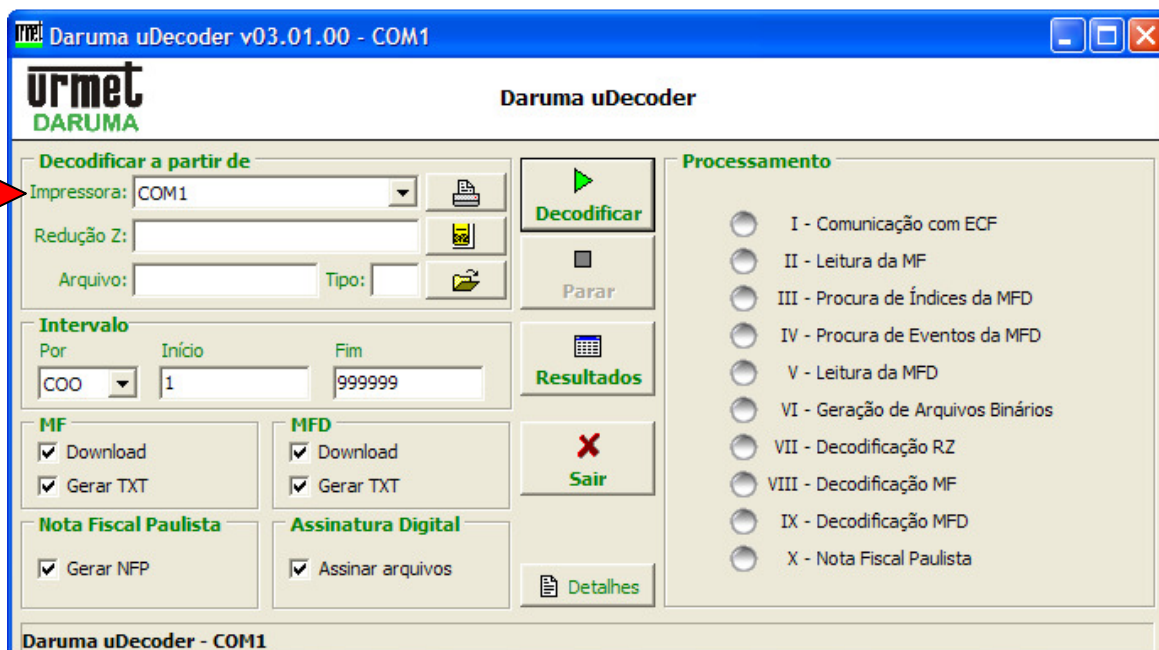 Daruma uDecoder v03.01.00 - COM1
urmet
DARUMA
Daruma uDecoder
Decodificar a partir de
Impressora: COM1
Redução Z:
Arquivo: Tipo:
Intervalo
Por Início Fim
COO 1 999999
MF
Download
Gerar TXT
MFD
Download
Gerar TXT
Nota Fiscal Paulista
Gerar NFP
Assinatura Digital
Assinar arquivos
Decodificar
Parar
Resultados
Sair
Detalhes
Processamento
I - Comunicação com ECF
II - Leitura da MF
III - Procura de Índices da MFD
IV - Procura de Eventos da MFD
V - Leitura da MFD
VI - Geração de Arquivos Binários
VII - Decodificação RZ
VIII - Decodificação MF
IX - Decodificação MFD
X - Nota Fiscal Paulista
Daruma uDecoder - COM1